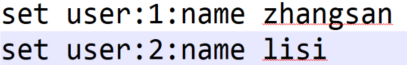 set user:1:name zhangsan
set user:2:name lisi